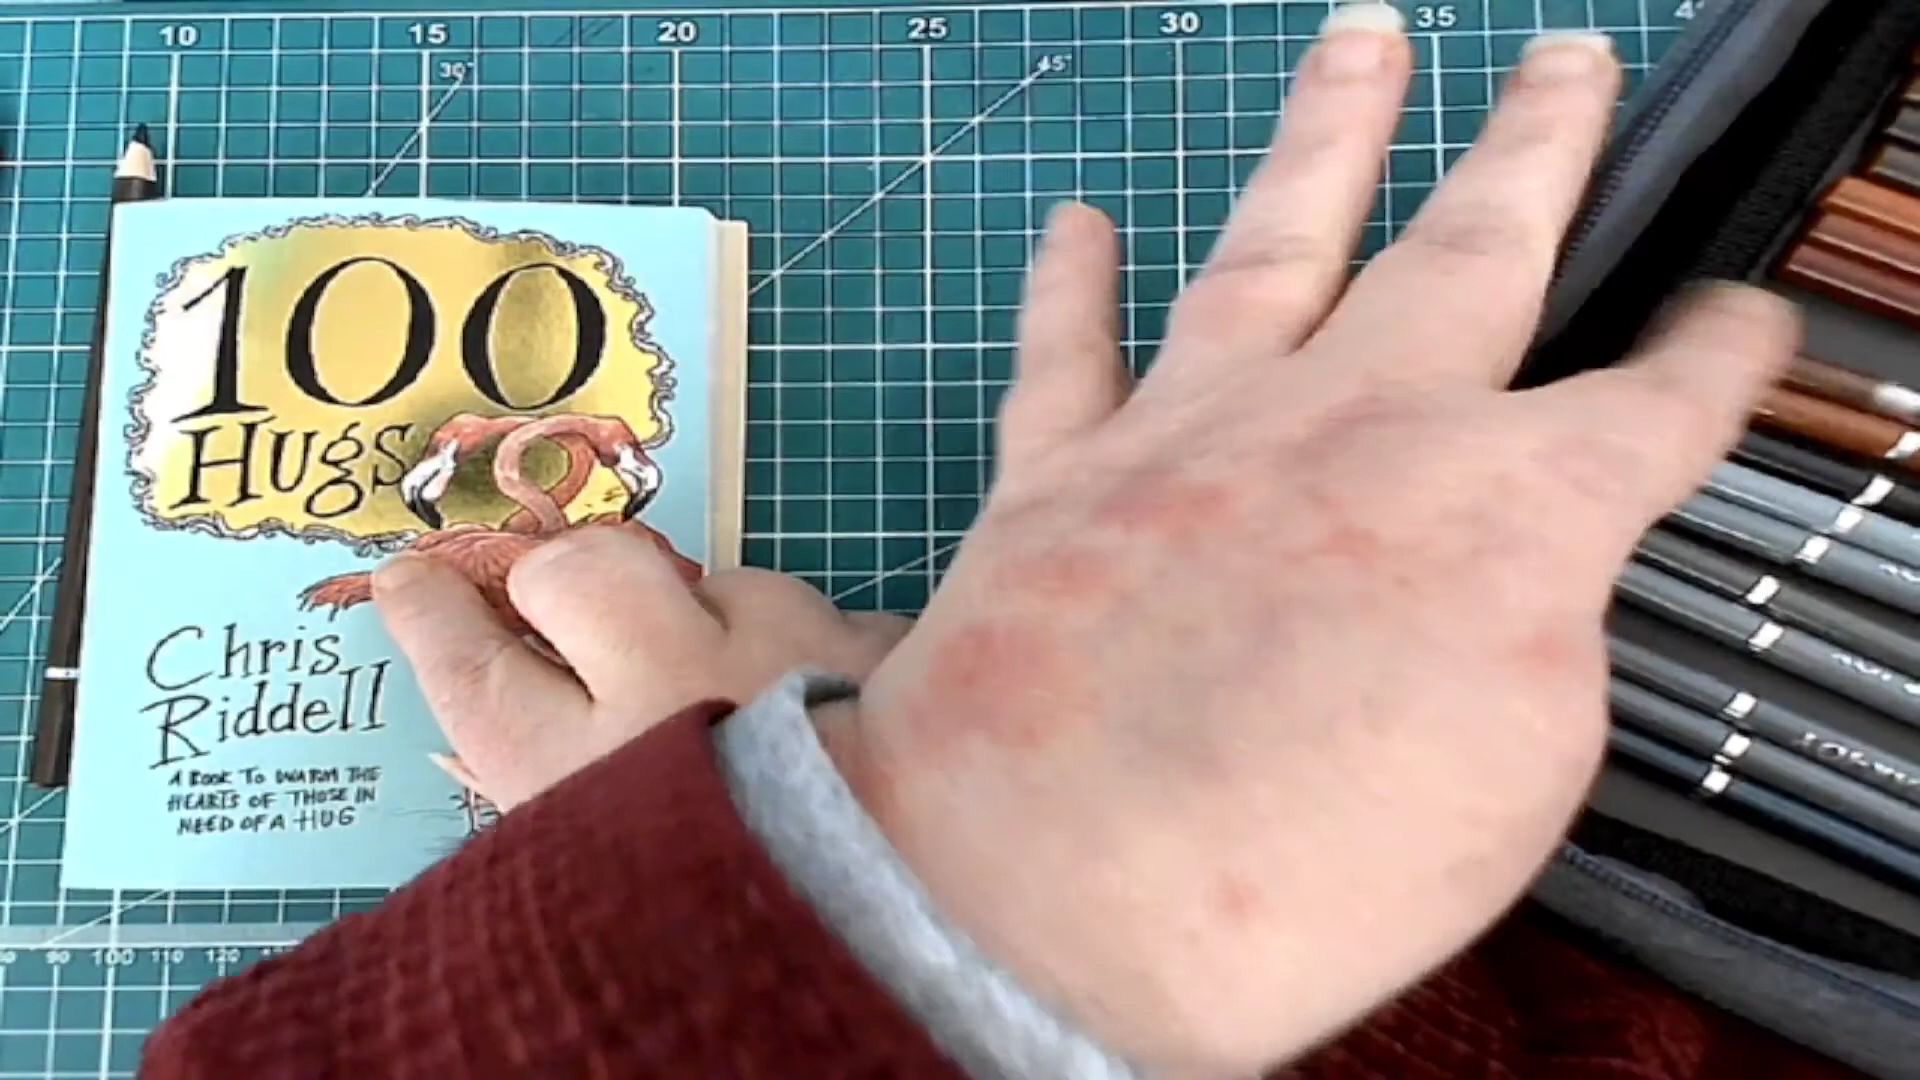 10 15 20 25 30 35
30° 45°
100
Hugs
Chris
Riddell
A BOOK TO WARM THE
HEARTS OF THOSE IN
NEED OF A HUG
90 100 110 120